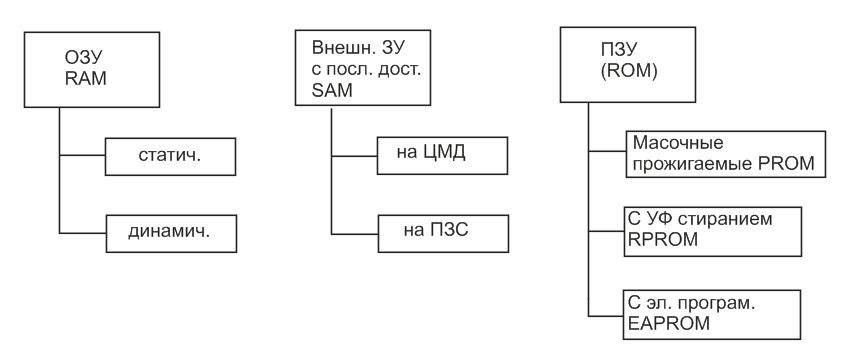 ОЗУ
RAM
статич.
динамич.
Внешн. ЗУ
с посл. дост.
SAM
на ЦМД
на ПЗС
ПЗУ
(ROM)
Масочные
прожигаемые PROM
С УФ стиранием
RPROM
С эл. програм.
EAPROM